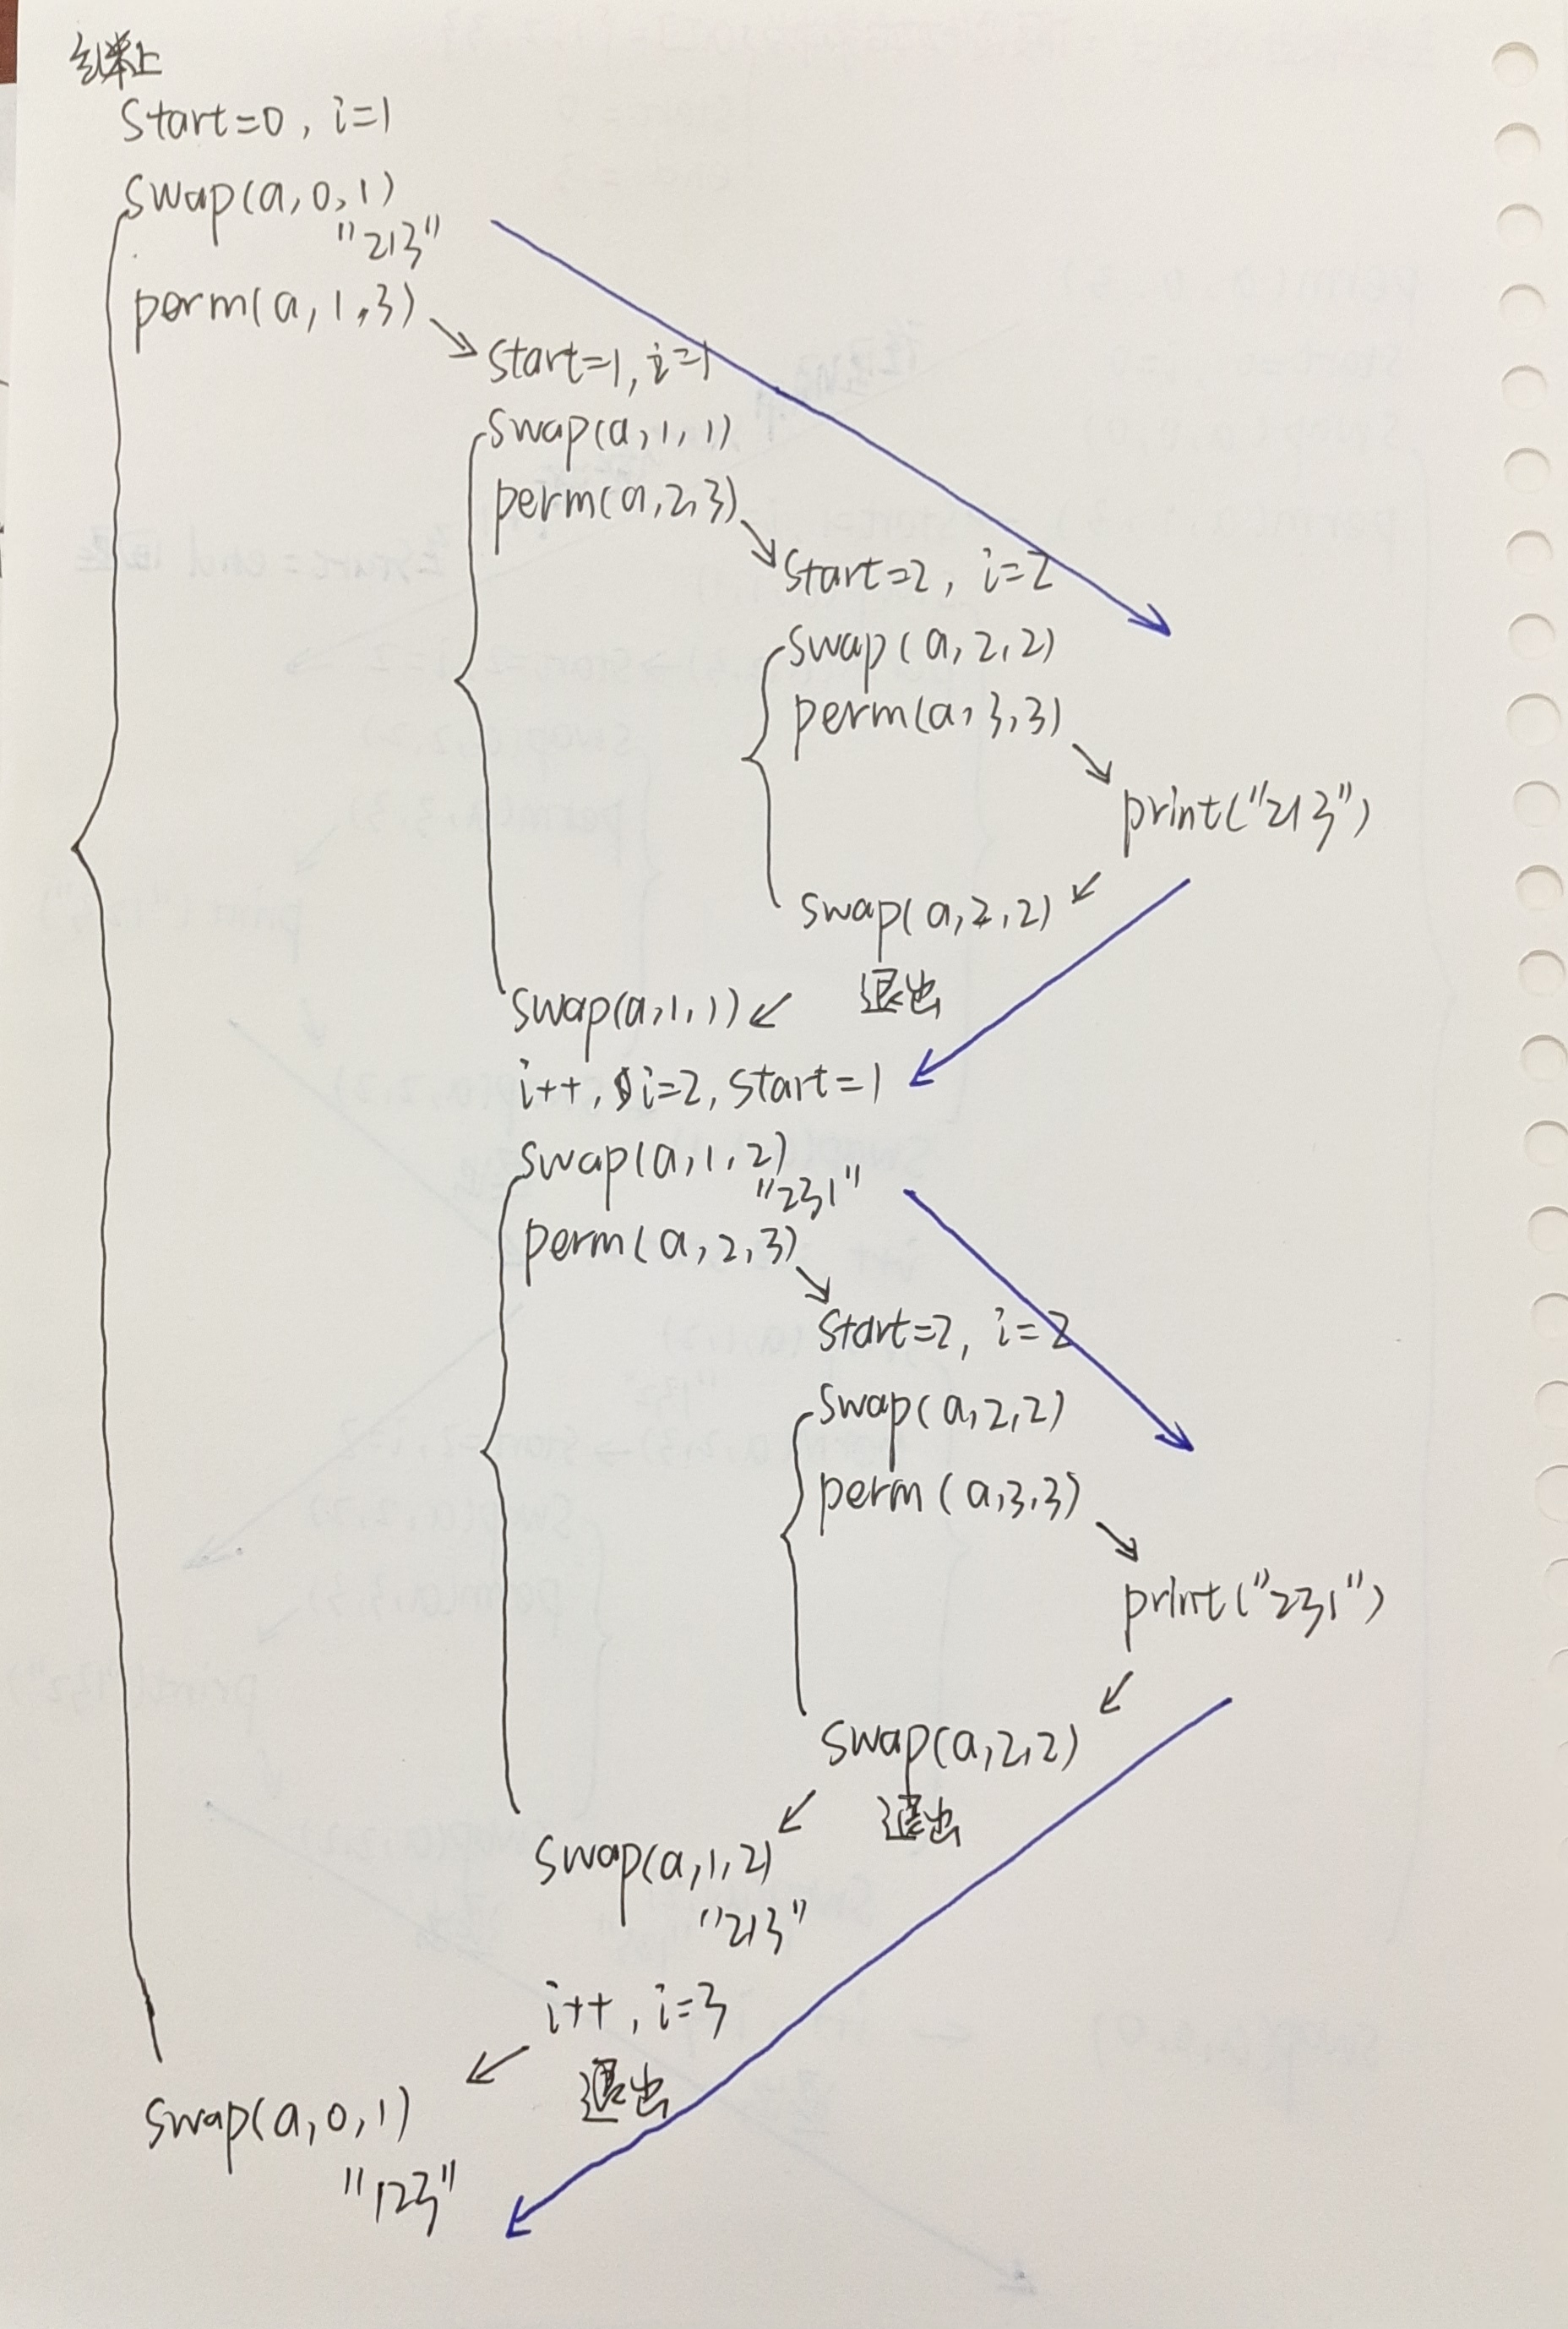 承上
Start=0, i=1
swap(a,0,1)
"213"
perm(a,1,3)
Start=1, i=1
swap(a,1,1)
perm(a,2,3)
Start=2, i=2
swap(a,2,2)
perm(a,3,3)
print("213")
swap(a,2,2)
退出
swap(a,1,1)
i++, i=2, start=1
swap(a,1,2)
"231"
perm(a,2,3)
Start=2, i=2
swap(a,2,2)
perm(a,3,3)
print("231")
swap(a,2,2)
退出
swap(a,1,2)
"213"
i++, i=3
退出
swap(a,0,1)
"123"